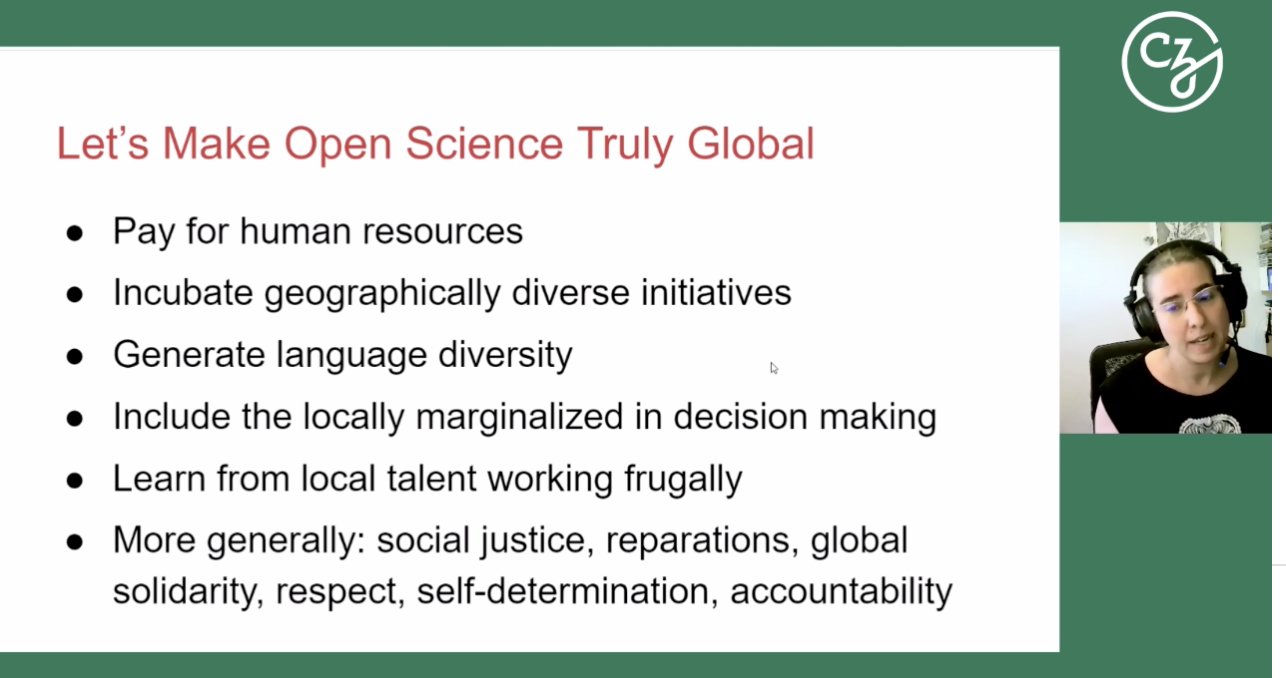 CZ
Let’s Make Open Science Truly Global
● Pay for human resources
● Incubate geographically diverse initiatives
● Generate language diversity
● Include the locally marginalized in decision making
● Learn from local talent working frugally
● More generally: social justice, reparations, global
solidarity, respect, self-determination, accountability